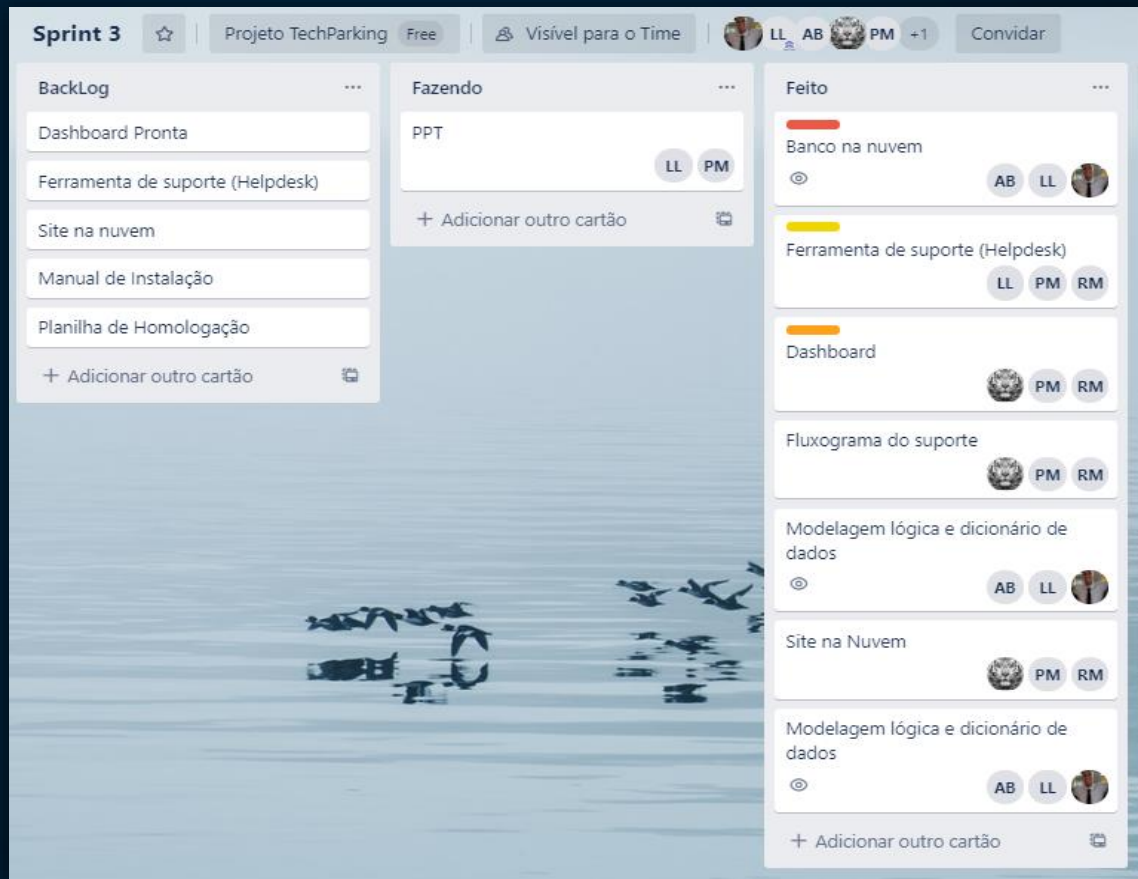 Sprint 3
Projeto TechParking Free
Visível para o Time
LL AB PM +1
Convidar
BackLog
Dashboard Pronta
Ferramenta de suporte (Helpdesk)
Site na nuvem
Manual de Instalação
Planilha de Homologação
+ Adicionar outro cartão
Fazendo
PPT
LL PM
+ Adicionar outro cartão
Feito
Banco na nuvem
AB LL
Ferramenta de suporte (Helpdesk)
LL PM RM
Dashboard
PM RM
Fluxograma do suporte
PM RM
Modelagem lógica e dicionário de
dados
AB LL
Site na Nuvem
PM RM
Modelagem lógica e dicionário de
dados
AB LL
+ Adicionar outro cartão